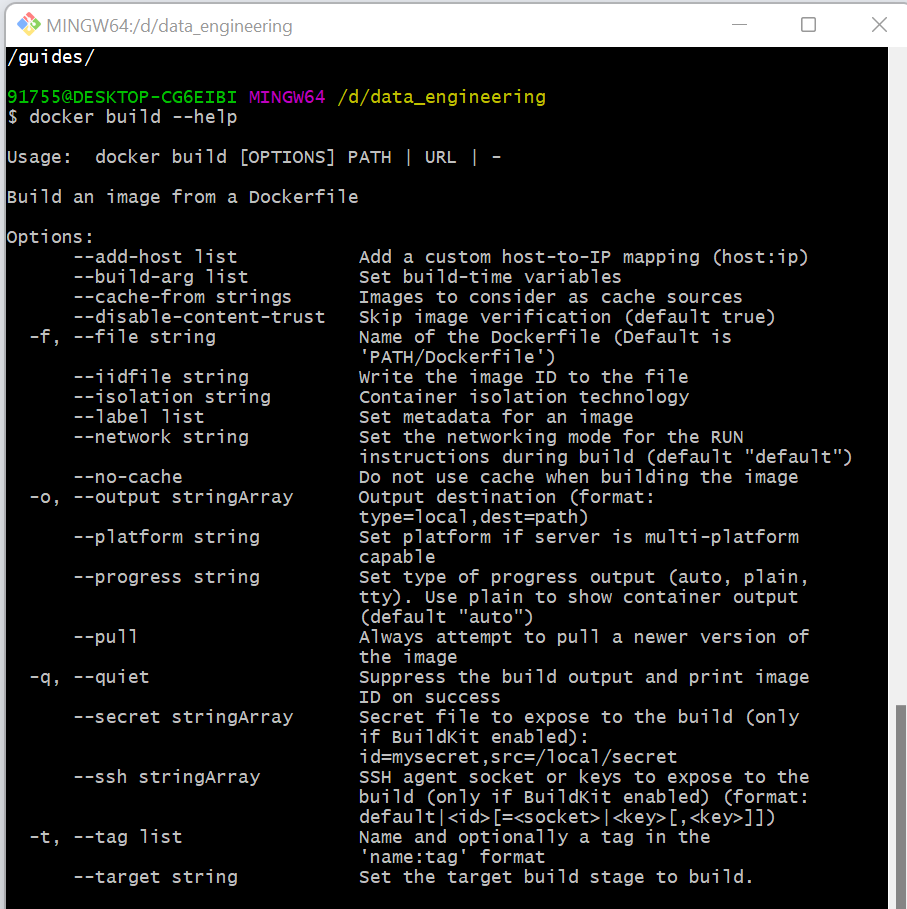 MINGW64:/d/data_engineering
/guides/
91755@DESKTOP-CG6EIBI MINGW64 /d/data_engineering
$ docker build --help
Usage:  docker build [OPTIONS] PATH | URL | -
Build an image from a Dockerfile
Options:
      --add-host list           Add a custom host-to-IP mapping (host:ip)
      --build-arg list          Set build-time variables
      --cache-from strings      Images to consider as cache sources
      --disable-content-trust   Skip image verification (default true)
  -f, --file string             Name of the Dockerfile (Default is
                                'PATH/Dockerfile')
      --iidfile string          Write the image ID to the file
      --isolation string        Container isolation technology
      --label list              Set metadata for an image
      --network string          Set the networking mode for the RUN
                                instructions during build (default "default")
      --no-cache                Do not use cache when building the image
  -o, --output stringArray      Output destination (format:
                                type=local,dest=path)
      --platform string         Set platform if server is multi-platform
                                capable
      --progress string         Set type of progress output (auto, plain,
                                tty). Use plain to show container output
                                (default "auto")
      --pull                    Always attempt to pull a newer version of
                                the image
  -q, --quiet                   Suppress the build output and print image
                                ID on success
      --secret stringArray      Secret file to expose to the build (only
                                if BuildKit enabled):
                                id=mysecret,src=/local/secret
      --ssh stringArray         SSH agent socket or keys to expose to the
                                build (only if BuildKit enabled) (format:
                                default|<id>[=<socket>|<key>[,<key>]])
  -t, --tag list                Name and optionally a tag in the
                                'name:tag' format
      --target string           Set the target build stage to build.